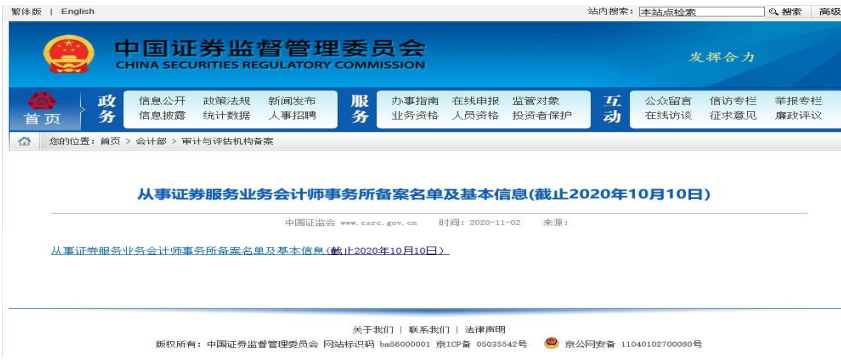 繁体版 | English
站内搜索: 本站点检索 搜索 高级
中国证券监督管理委员会
CHINA SECURITIES REGULATORY COMMISSION
发挥合力
首页 政务 信息公开 政策法规 新闻发布 服务 办事指南 在线申报 监管对象 互动 公众留言 信访专栏 举报专栏
信息披露 统计数据 人事招聘 业务资格 人员资格 投资者保护 在线访谈 征求意见 廉政评议
您的位置: 首页 > 会计部 > 审计与评估机构备案
从事证券服务业务会计师事务所备案名单及基本信息(截止2020年10月10日)
中国证监会 www.csrc.gov.cn 时间: 2020-11-02 来源:
从事证券服务业务会计师事务所备案名单及基本信息(截止2020年10月10日)
关于我们 | 联系我们 | 法律声明
版权所有: 中国证券监督管理委员会 网站标识码 bm56000001 京ICP备 05035542号 京公网安备 11040102700080号